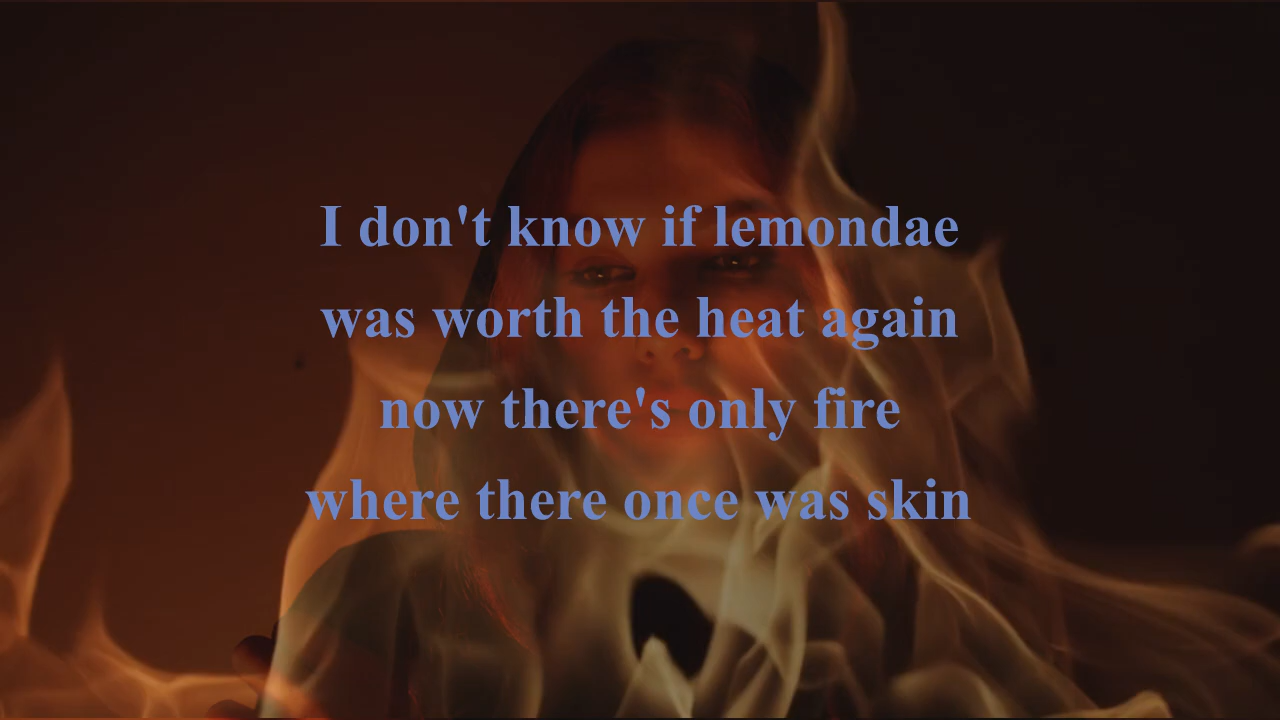 I don't know if lemondae
was worth the heat again
now there's only fire
where there once was skin